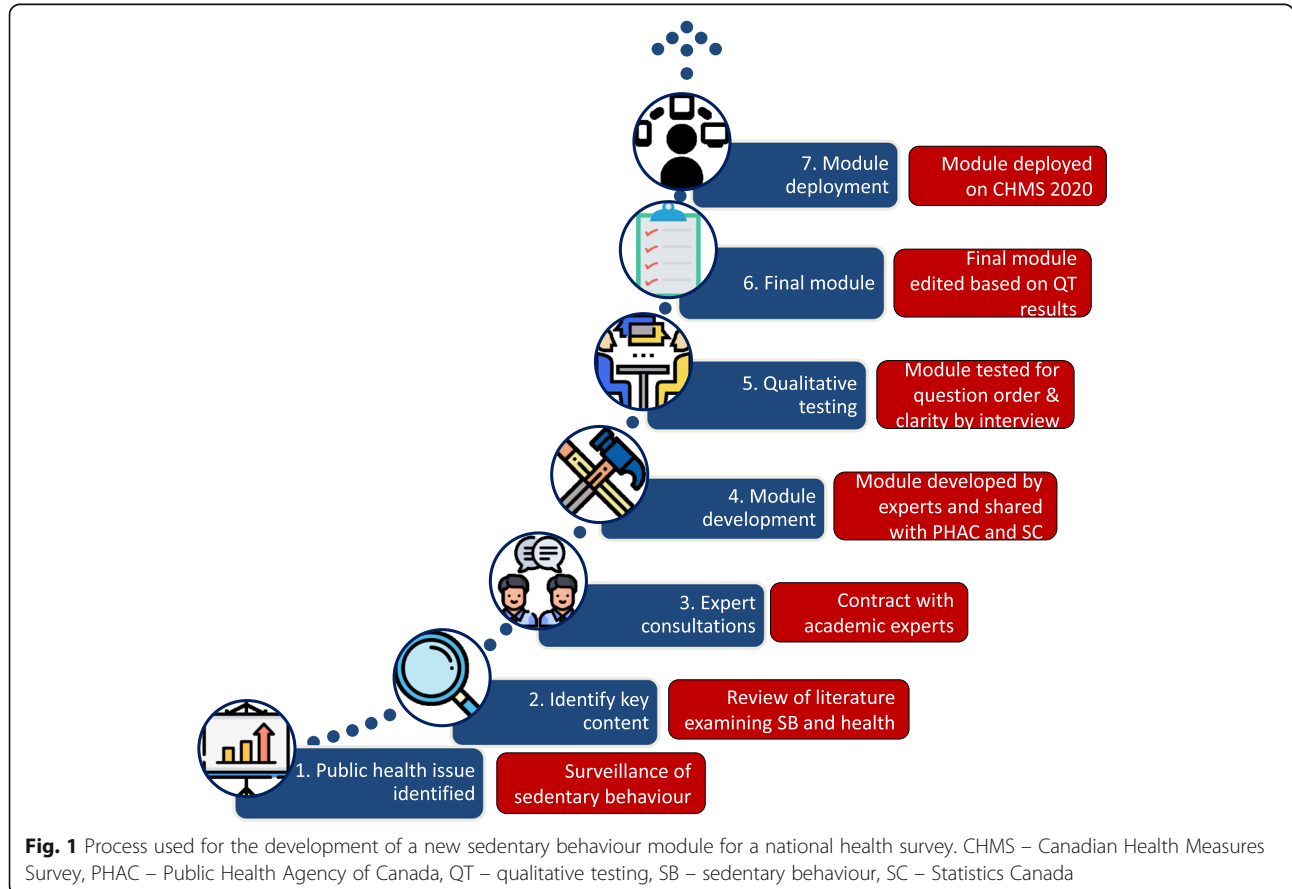 7. Module
deployment
Module deployed
on CHMS 2020
6. Final module
Final module
edited based on QT
results
5. Qualitative
testing
Module tested for
question order &
clarity by interview
4. Module
development
Module developed by
experts and shared
with PHAC and SC
3. Expert
consultations
Contract with
academic experts
2. Identify key
content
Review of literature
examining SB and health
1. Public health issue
identified
Surveillance of
sedentary behaviour
Fig. 1 Process used for the development of a new sedentary behaviour module for a national health survey. CHMS – Canadian Health Measures
Survey, PHAC – Public Health Agency of Canada, QT – qualitative testing, SB – sedentary behaviour, SC – Statistics Canada